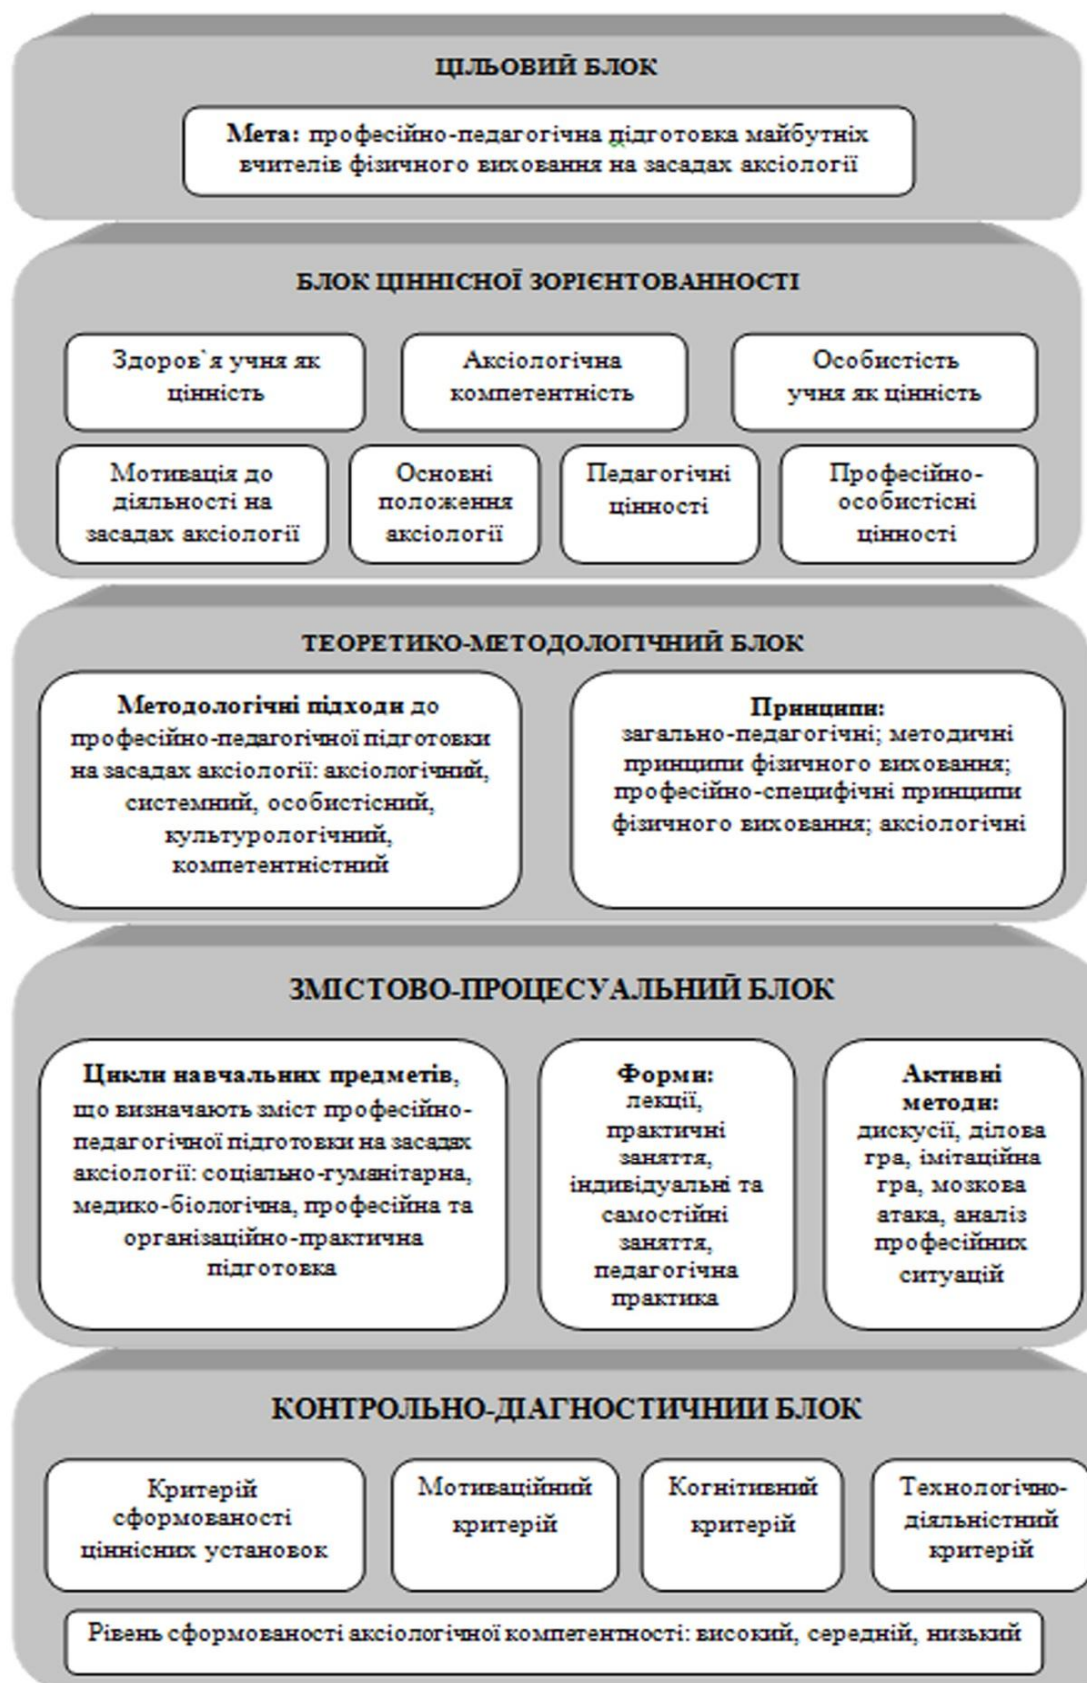 ЦІЛЬОВИЙ БЛОК
Мета: професійно-педагогічна підготовка майбутніх
вчителів фізичного виховання на засадах аксіології
БЛОК ЦІННІСНОЇ ЗОРІЄНТОВАННОСТІ
Здоров`я учня як
цінність
Аксіологічна
компетентність
Особистість
учня як цінність
Мотивація до
діяльності на
засадах аксіології
Основні
положення
аксіології
Педагогічні
цінності
Професійно-
особистісні
цінності
ТЕОРЕТИКО-МЕТОДОЛОГІЧНИЙ БЛОК
Методологічні підходи до
професійно-педагогічної підготовки
на засадах аксіології: аксіологічний,
системний, особистісний,
культурологічний,
компетентністний
Принципи:
загально-педагогічні; методичні
принципи фізичного виховання;
професійно-специфічні принципи
фізичного виховання; аксіологічні
ЗМІСТОВО-ПРОЦЕСУАЛЬНИЙ БЛОК
Цикли навчальних предметів,
що визначають зміст професійно-
педагогічної підготовки на засадах
аксіології: соціально-гуманітарна,
медико-біологічна, професійна та
організаційно-практична
підготовка
Форми:
лекції,
практичні
заняття,
індивідуальні та
самостійні
заняття,
педагогічна
практика
Активні
методи:
дискусії, ділова
гра, імітаційна
гра, мозкова
атака, аналіз
професійних
ситуацій
КОНТРОЛЬНО-ДІАГНОСТИЧНИЙ БЛОК
Критерій
сформованості
ціннісних установок
Мотиваційний
критерій
Когнітивний
критерій
Технологічно-
діяльністний
критерій
Рівень сформованості аксіологічної компетентності: високий, середній, низький